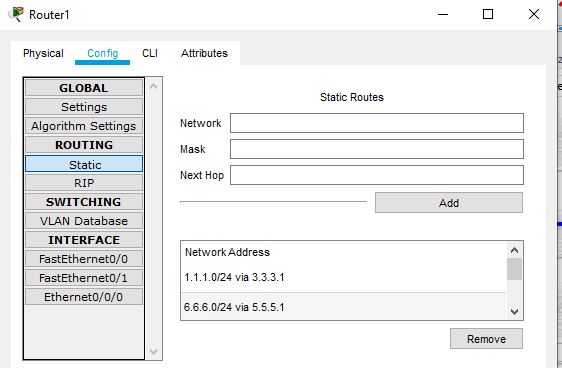 Router1
Physical Config CLI Attributes
GLOBAL
Settings
Algorithm Settings
ROUTING
Static
RIP
SWITCHING
VLAN Database
INTERFACE
FastEthernet0/0
FastEthernet0/1
Ethernet0/0/0
Static Routes
Network
Mask
Next Hop
Add
Network Address
1.1.1.0/24 via 3.3.3.1
6.6.6.0/24 via 5.5.5.1
Remove